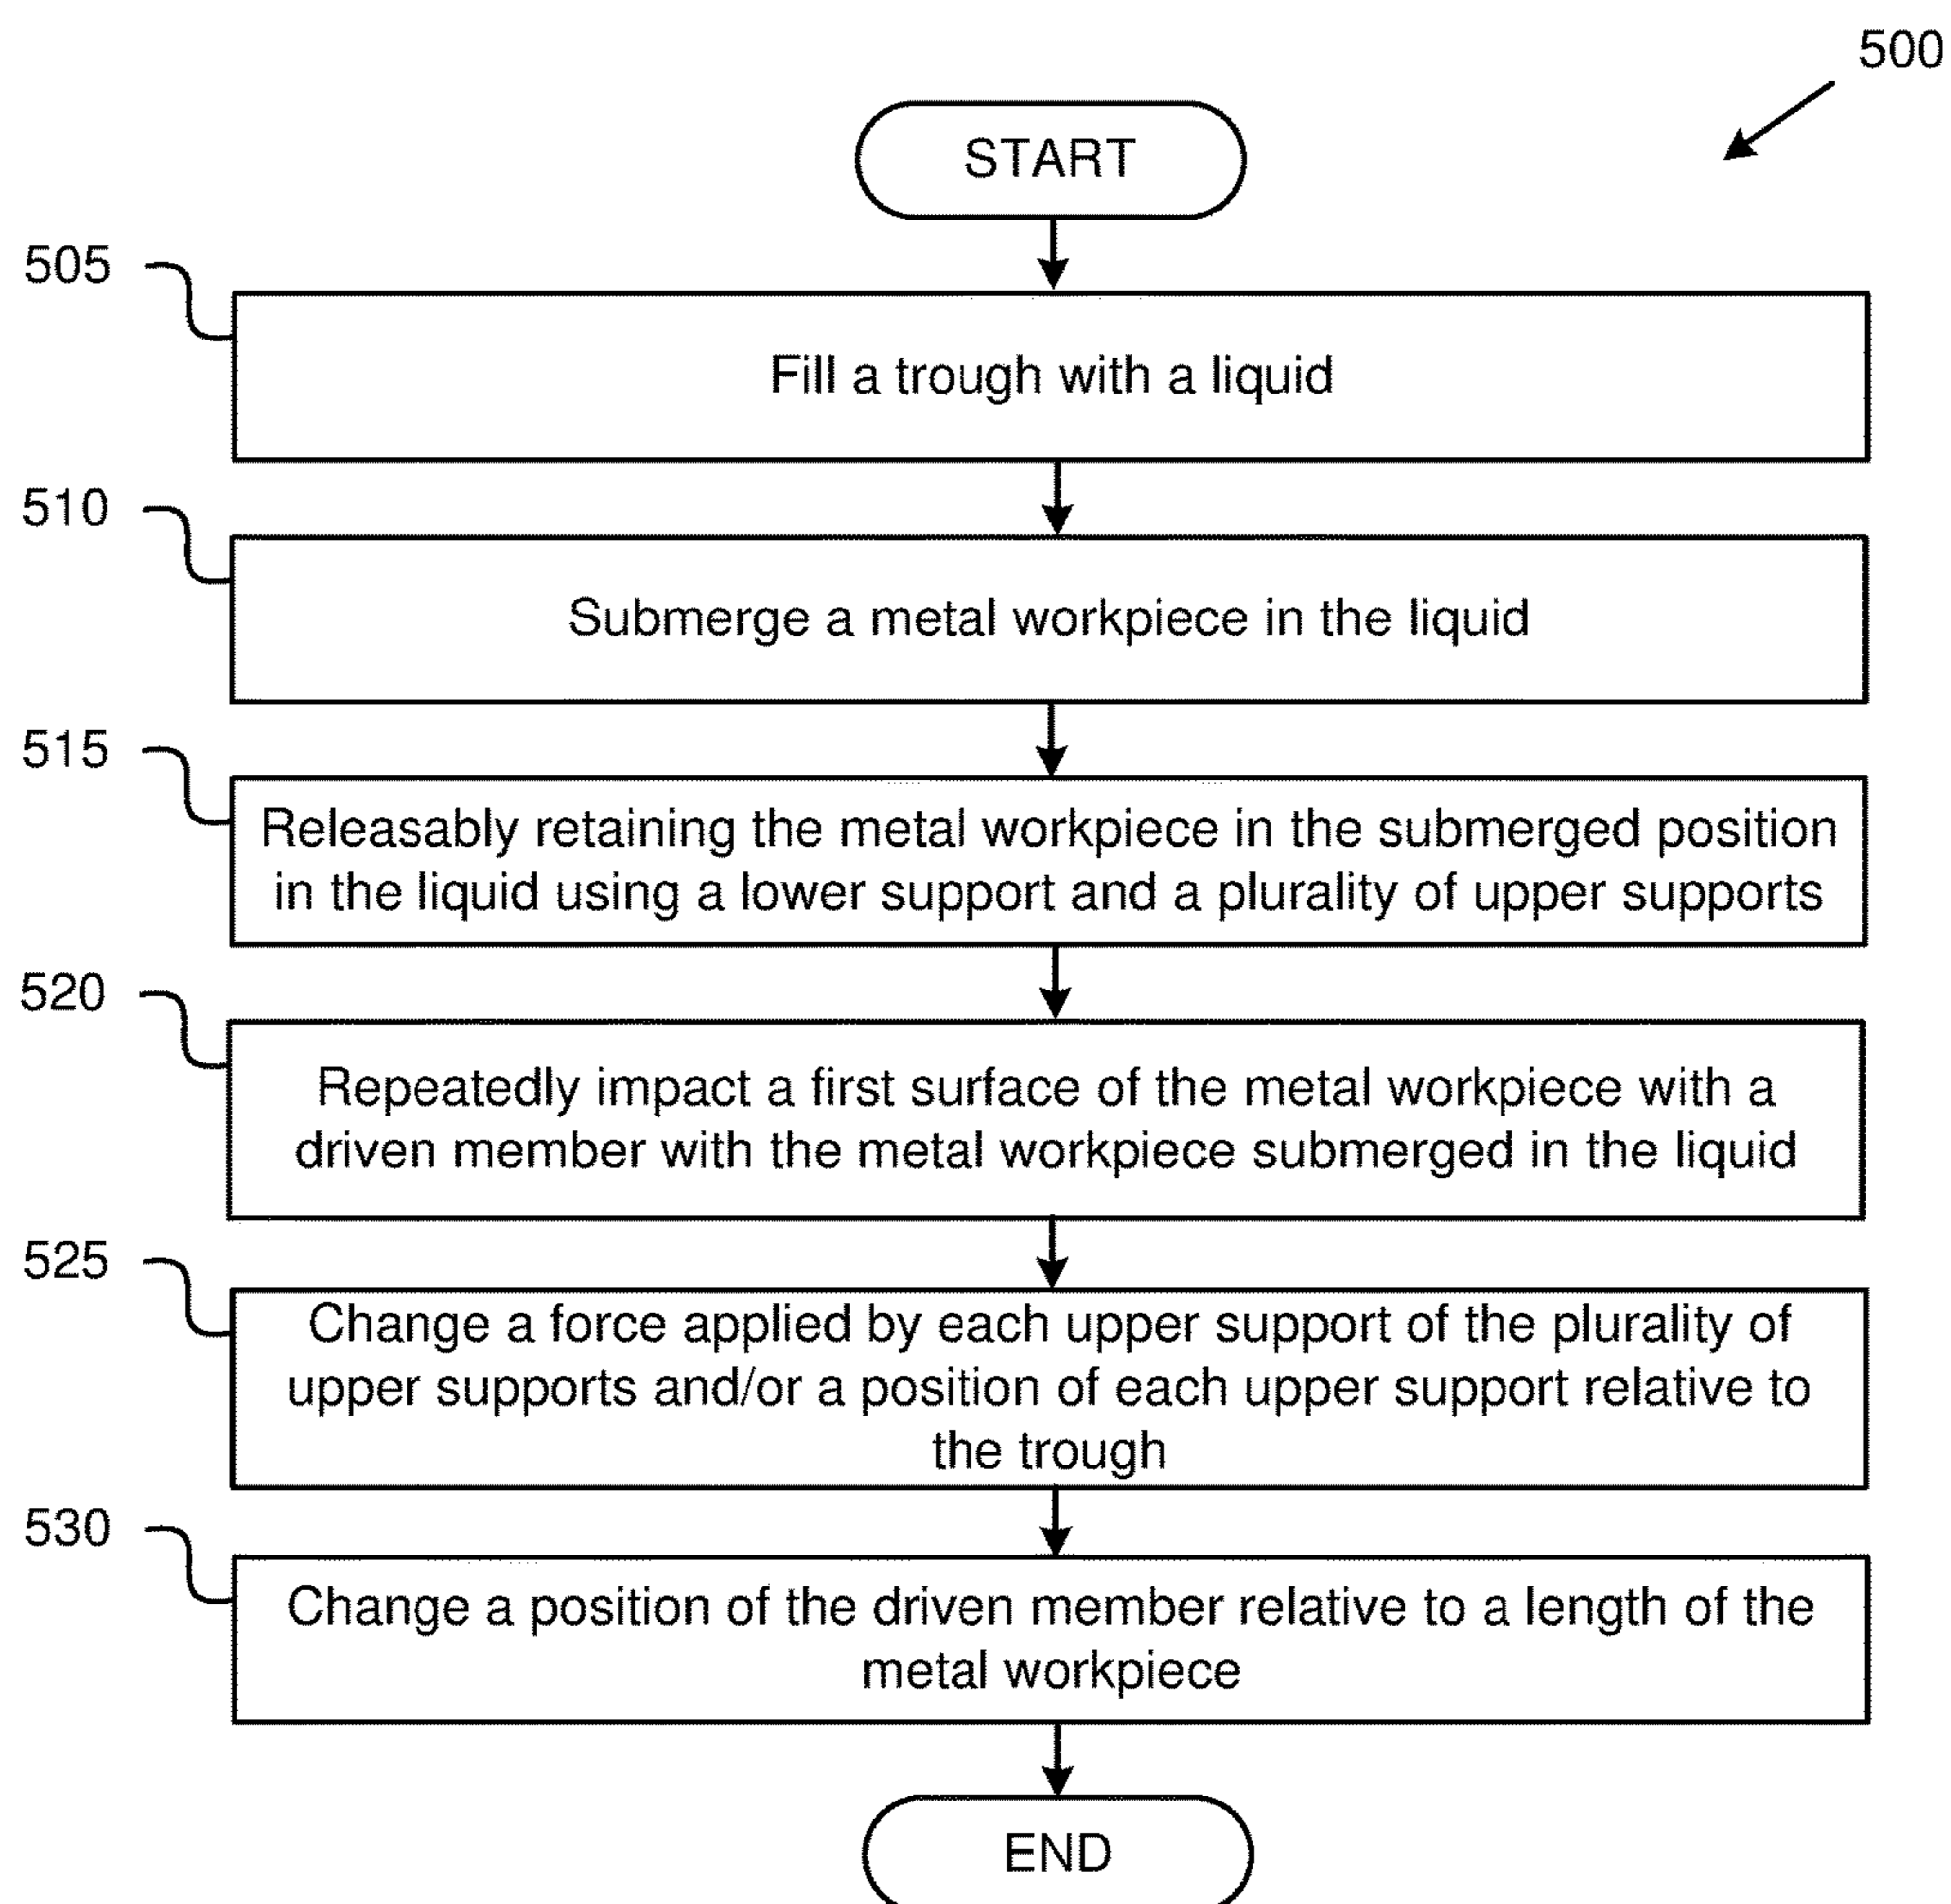 500
START
505
Fill a trough with a liquid
510
Submerge a metal workpiece in the liquid
515
Releasably retaining the metal workpiece in the submerged position
in the liquid using a lower support and a plurality of upper supports
520
Repeatedly impact a first surface of the metal workpiece with a
driven member with the metal workpiece submerged in the liquid
525
Change a force applied by each upper support of the plurality of
upper supports and/or a position of each upper support relative to
the trough
530
Change a position of the driven member relative to a length of the
metal workpiece
END